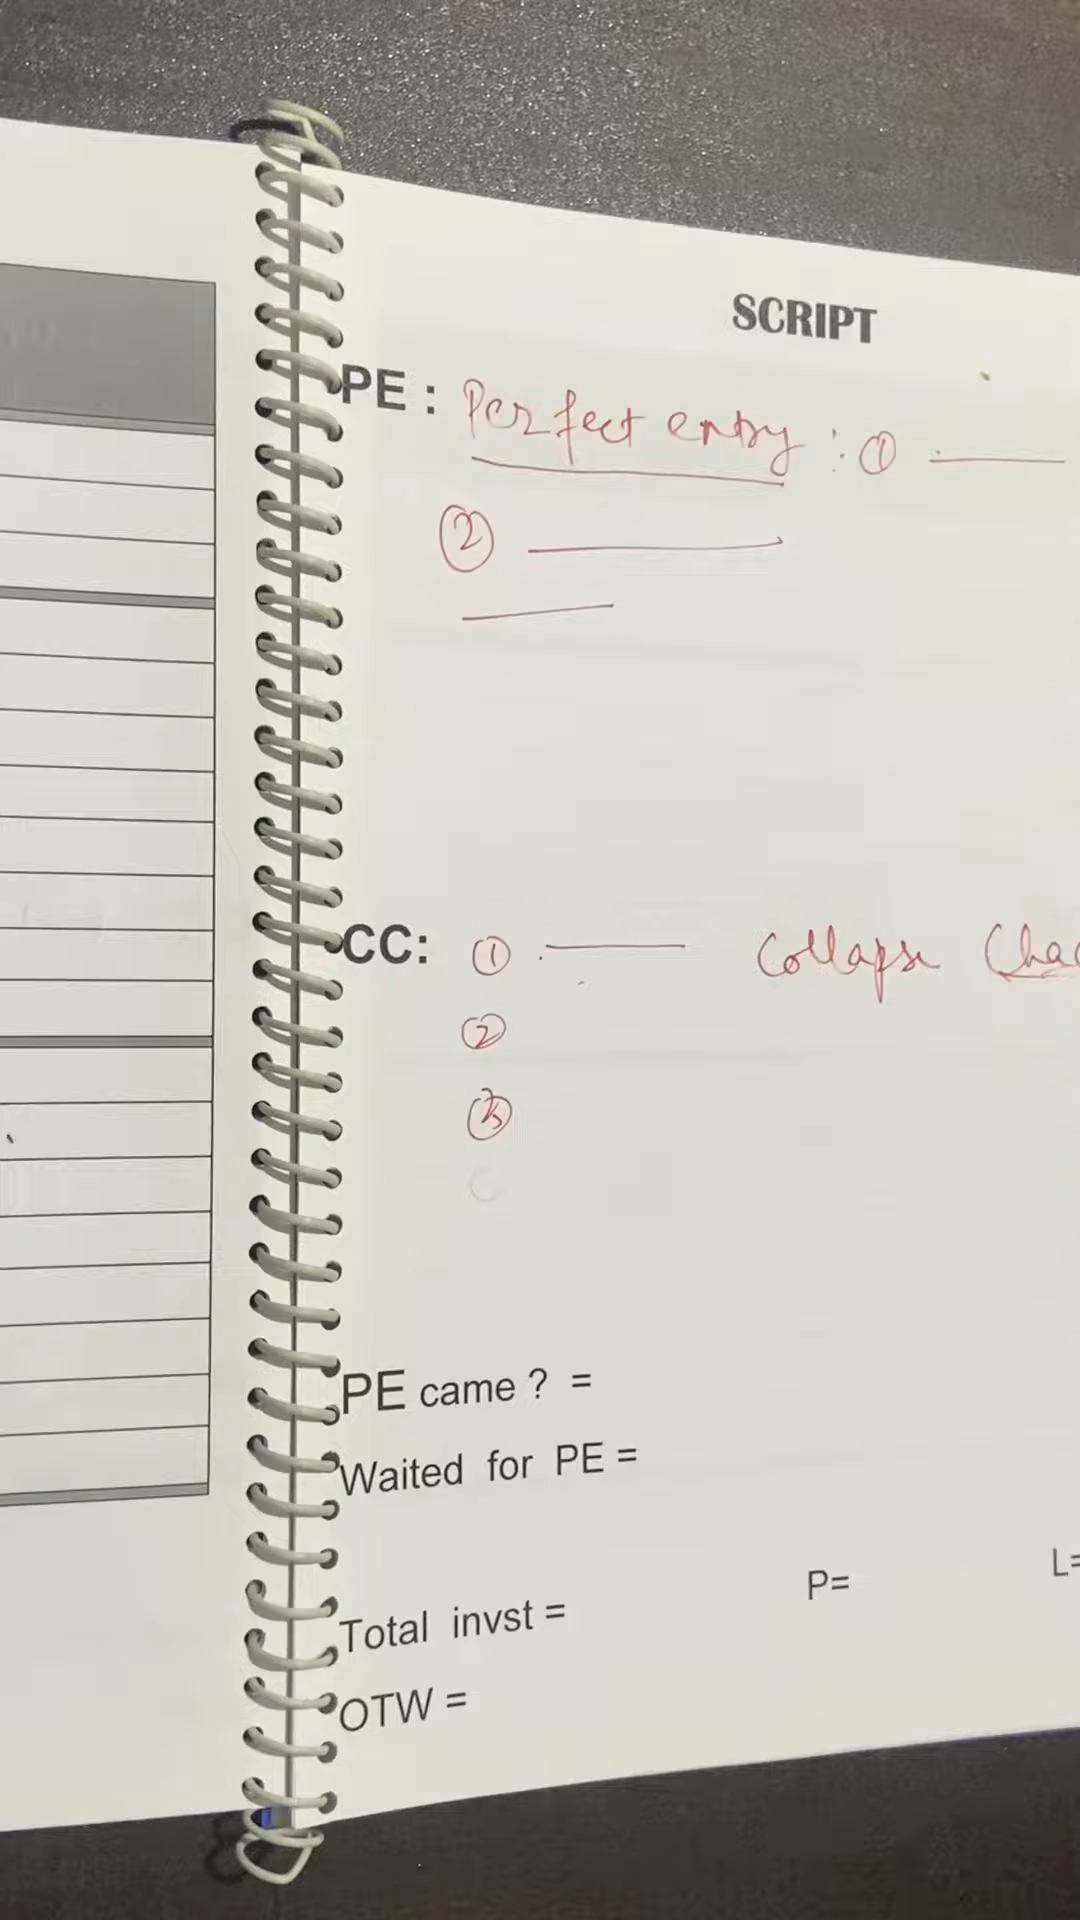 SCRIPT
PE : Perfect entry : ①
②
CC: ① Collapse
②
③
PE came ? =
Waited for PE =
P= L=
Total invst =
OTW =